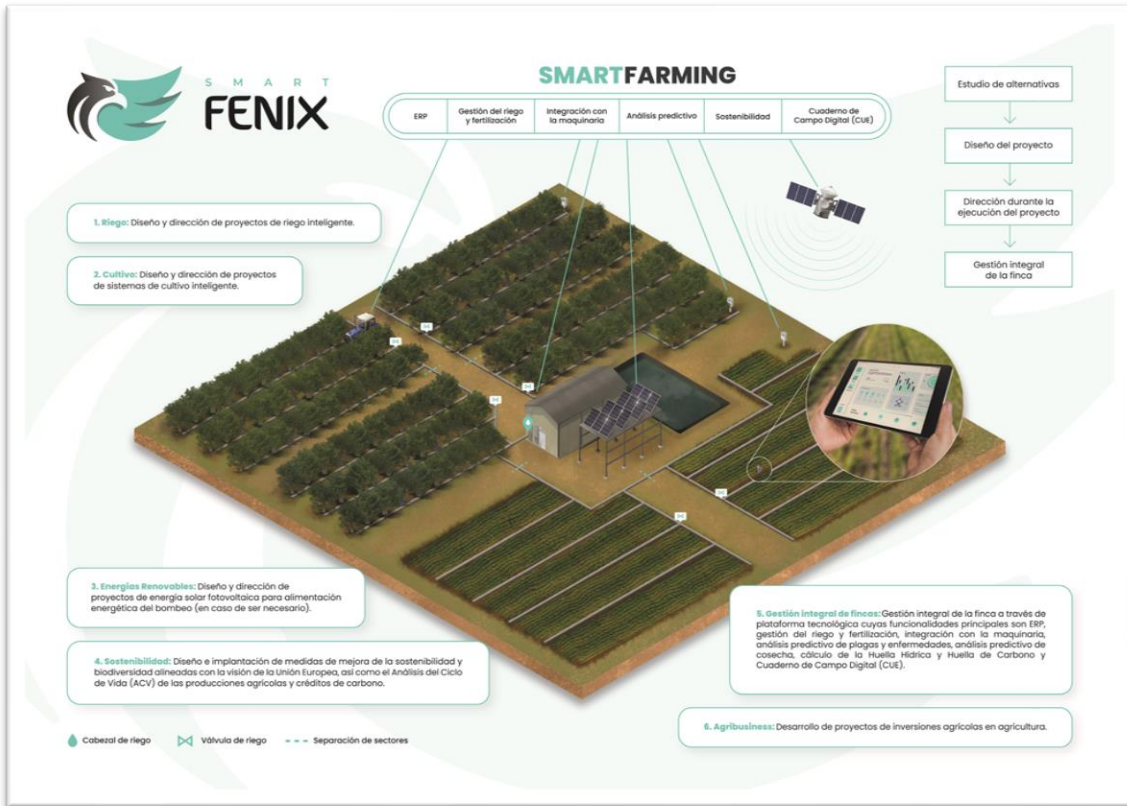 SMART
FENIX
SMARTFARMING
ERP
Gestión del riego
y fertilización
Integración con
la maquinaria
Análisis predictivo
Sostenibilidad
Cuaderno de
Campo Digital (CUE)
Estudio de alternativas
Diseño del proyecto
Dirección durante la
ejecución del proyecto
Gestión integral
de la finca
1. Riego: Diseño y dirección de proyectos de riego inteligente.
2. Cultivo: Diseño y dirección de proyectos
de sistemas de cultivo inteligente.
3. Energías Renovables: Diseño y dirección de
proyectos de energía solar fotovoltaica para alimentación
energética del bombeo (en caso de ser necesario).
4. Sostenibilidad: Diseño e implantación de medidas de mejora de la sostenibilidad y
biodiversidad alineadas con la visión de la Unión Europea, así como el Análisis del Ciclo
de Vida (ACV) de las producciones agrícolas y créditos de carbono.
5. Gestión integral de fincas: Gestión integral de la finca a través de
plataforma tecnológica cuyas funcionalidades principales son ERP,
gestión del riego y fertilización, integración con la maquinaria,
análisis predictivo de plagas y enfermedades, análisis predictivo de
cosecha, cálculo de la Huella Hídrica y Huella de Carbono y
Cuaderno de Campo Digital (CUE).
6. Agribusiness: Desarrollo de proyectos de inversiones agrícolas en agricultura.
Cabezal de riego
Válvula de riego
Separación de sectores